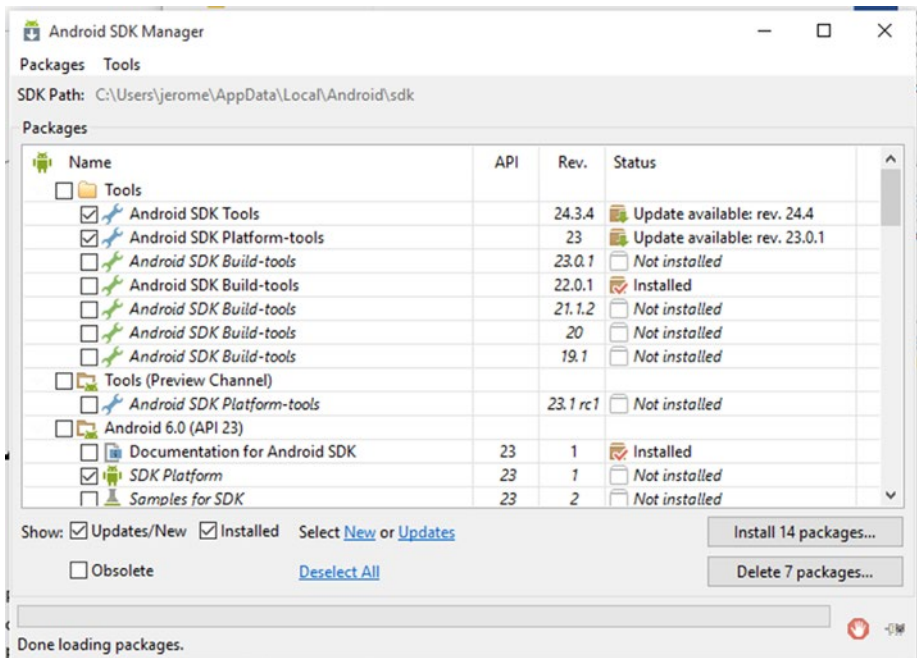 Android SDK Manager
Packages Tools
SDK Path: C:\Users\jerome\AppData\Local\Android\sdk
Packages
Name API Rev. Status
Tools
Android SDK Tools 24.3.4 Update available: rev. 24.4
Android SDK Platform-tools 23 Update available: rev. 23.0.1
Android SDK Build-tools 23.0.1 Not installed
Android SDK Build-tools 22.0.1 Installed
Android SDK Build-tools 21.1.2 Not installed
Android SDK Build-tools 20 Not installed
Android SDK Build-tools 19.1 Not installed
Tools (Preview Channel)
Android SDK Platform-tools 23.1 rc1 Not installed
Android 6.0 (API 23)
Documentation for Android SDK 23 1 Installed
SDK Platform 23 1 Not installed
Samples for SDK 23 2 Not installed
Show: Updates/New Installed Select New or Updates Install 14 packages...
Obsolete Deselect All Delete 7 packages...
Done loading packages.